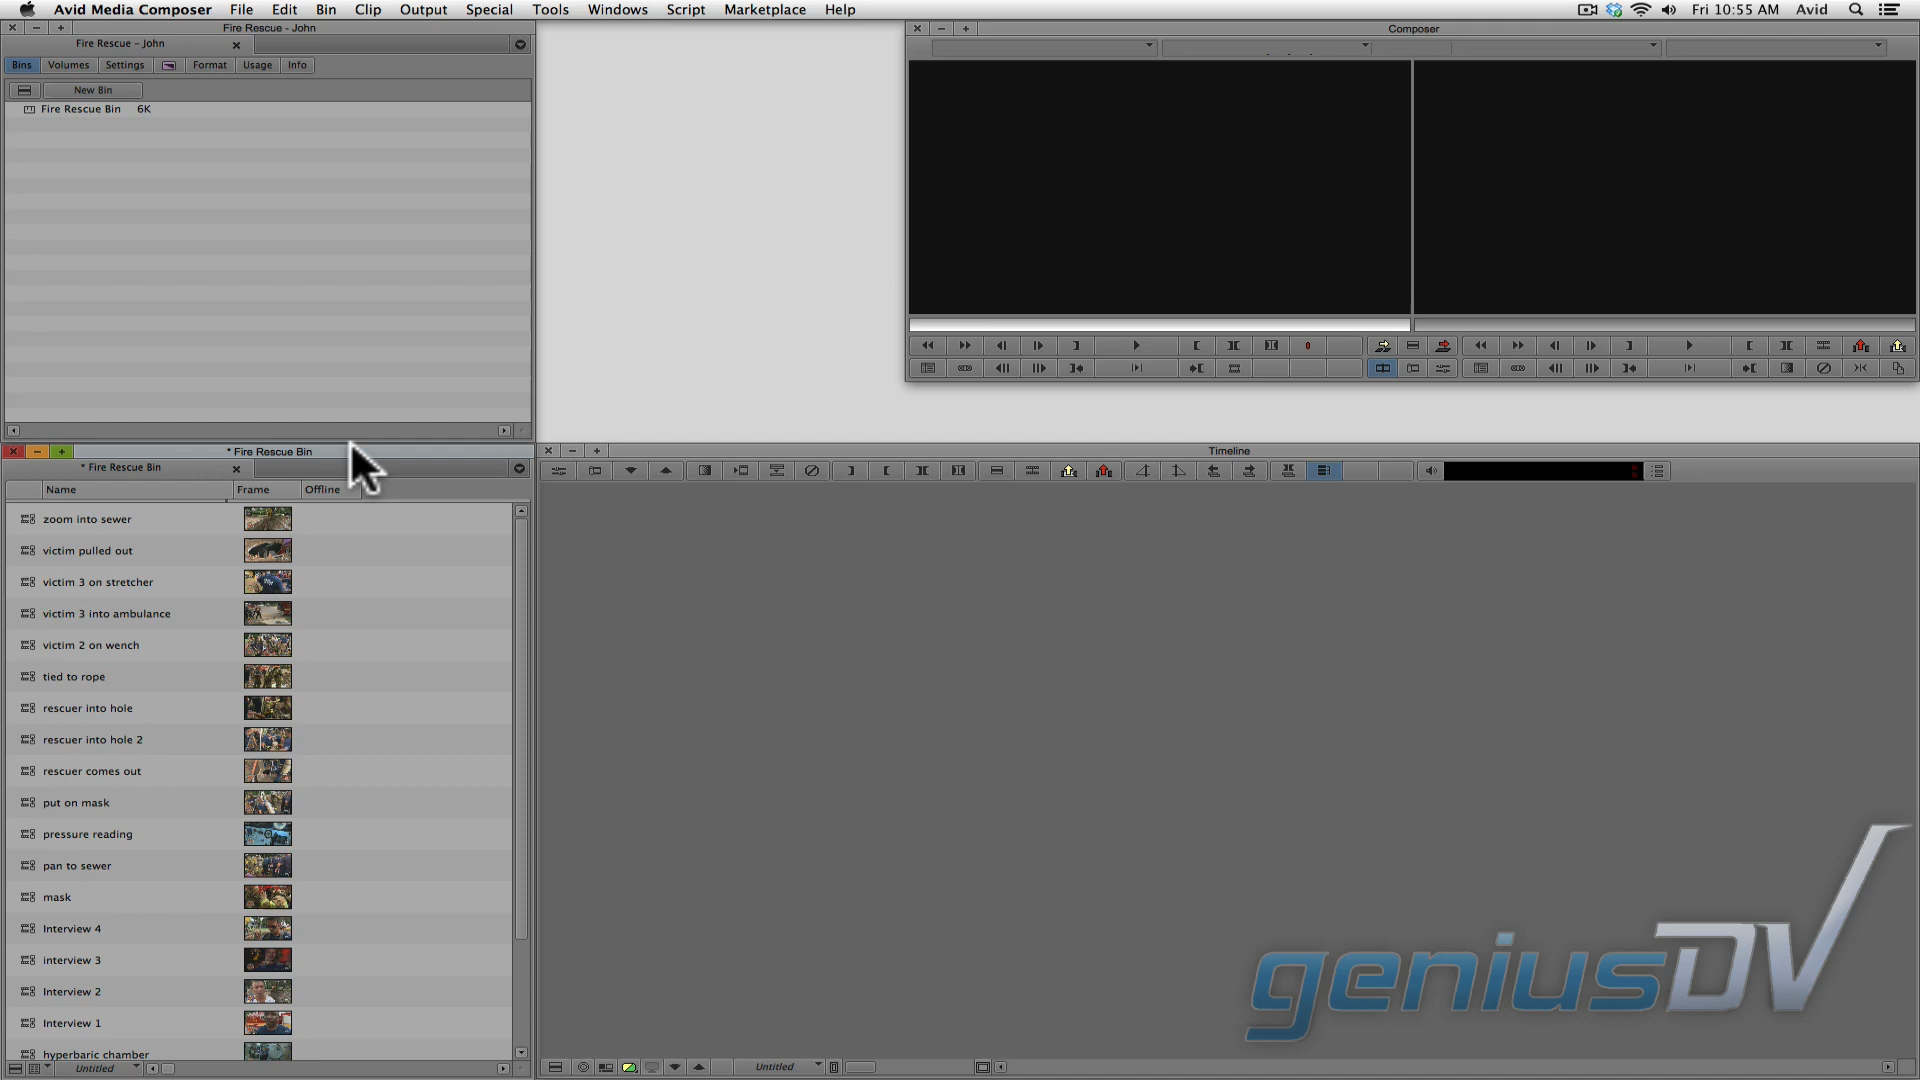 Avid Media Composer File Edit Bin Clip Output Special Tools Windows Script Marketplace Help Fri 10:55 AM Avid
Fire Rescue - John
Fire Rescue – John
Bins Volumes Settings Format Usage Info
New Bin
Fire Rescue Bin 6K
Composer
* Fire Rescue Bin
* Fire Rescue Bin
Name Frame Offline
zoom into sewer
victim pulled out
victim 3 on stretcher
victim 3 into ambulance
victim 2 on wench
tied to rope
rescuer into hole
rescuer into hole 2
rescuer comes out
put on mask
pressure reading
pan to sewer
mask
Interview 4
interview 3
Interview 2
Interview 1
hyperbaric chamber
Untitled
Timeline
Untitled
geniusDV